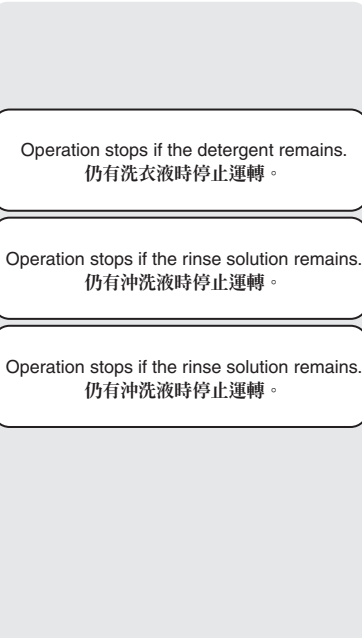 Operation stops if the detergent remains.
仍有洗衣液時停止運轉。
Operation stops if the rinse solution remains.
仍有沖洗液時停止運轉。
Operation stops if the rinse solution remains.
仍有沖洗液時停止運轉。